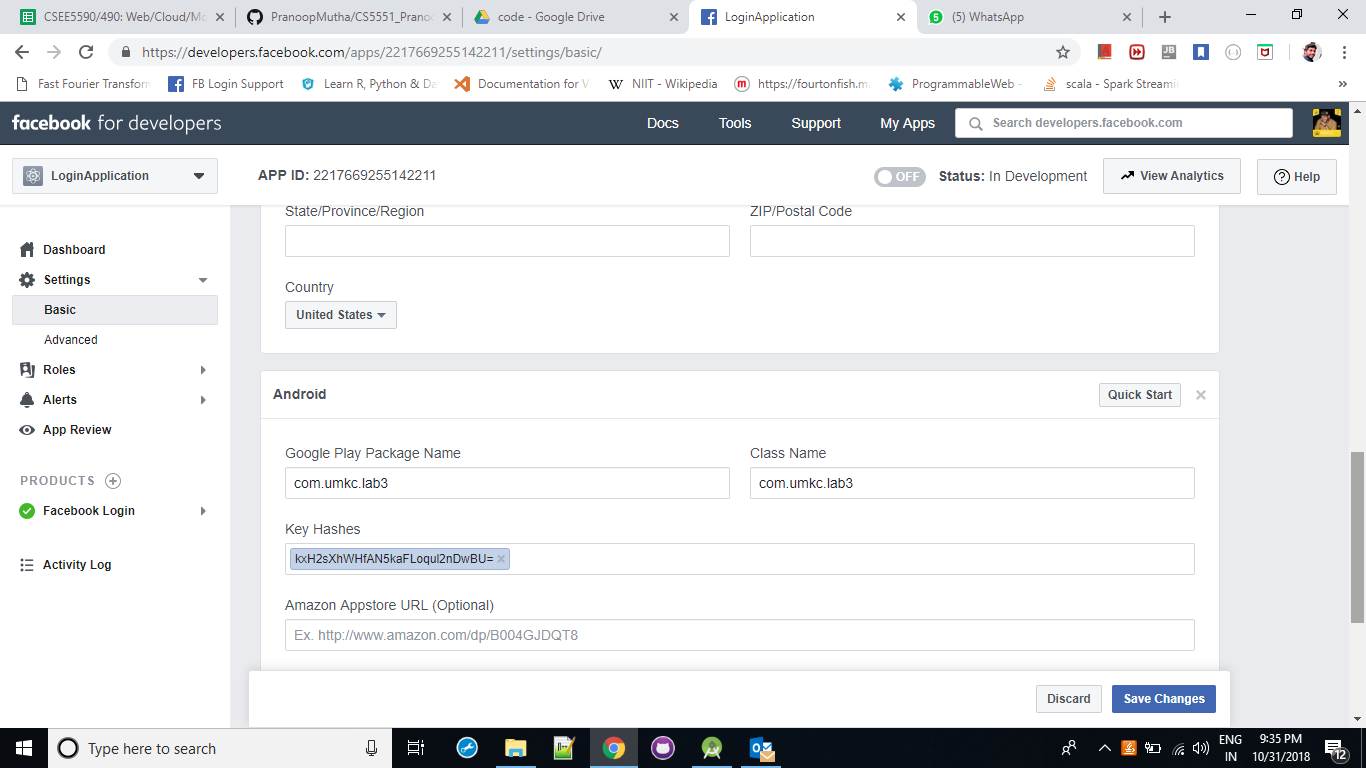 CSEE5590/490: Web/Cloud/Mo
PranoopMutha/CS5551_Prano
code - Google Drive
LoginApplication
5 (5) WhatsApp
https://developers.facebook.com/apps/2217669255142211/settings/basic/
Fast Fourier Transform
FB Login Support
Learn R, Python & Da
Documentation for V
W NIIT - Wikipedia
m https://fourtonfish.m
ProgrammableWeb -
scala - Spark Streami
»
facebook for developers
Docs
Tools
Support
My Apps
Search developers.facebook.com
LoginApplication
APP ID: 2217669255142211
OFF
Status: In Development
View Analytics
Help
Dashboard
Settings
Basic
Advanced
Roles
Alerts
App Review
PRODUCTS
Facebook Login
Activity Log
State/Province/Region
ZIP/Postal Code
Country
United States
Android
Quick Start
Google Play Package Name
Class Name
com.umkc.lab3
com.umkc.lab3
Key Hashes
kxH2sXhWHfAN5kaFLoquI2nDwBU=
Amazon Appstore URL (Optional)
Ex. http://www.amazon.com/dp/B004GJDQT8
Discard
Save Changes
Type here to search
ENG
IN
9:35 PM
10/31/2018
12